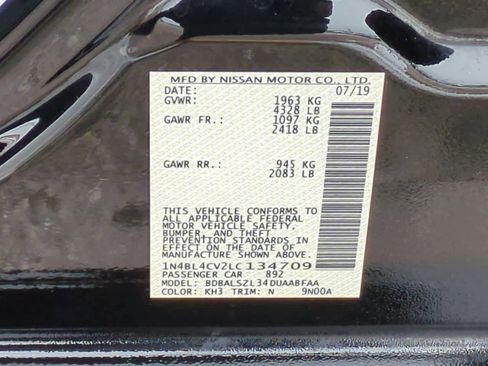 MFD BY NISSAN MOTOR CO., LTD.
DATE: 07/19
GVWR: 1963 KG
4328 LB
GAWR FR.: 1097 KG
2418 LB
GAWR RR.: 945 KG
2083 LB
THIS VEHICLE CONFORMS TO
ALL APPLICABLE FEDERAL
MOTOR VEHICLE SAFETY,
BUMPER, AND THEFT
PREVENTION STANDARDS IN
EFFECT ON THE DATE OF
MANUFACTURE SHOWN ABOVE.
1N4BL4CV2LC134709
PASSENGER CAR 892
MODEL: BDBALSZL34DUAABFAA
COLOR: KH3 TRIM: N 9N00A